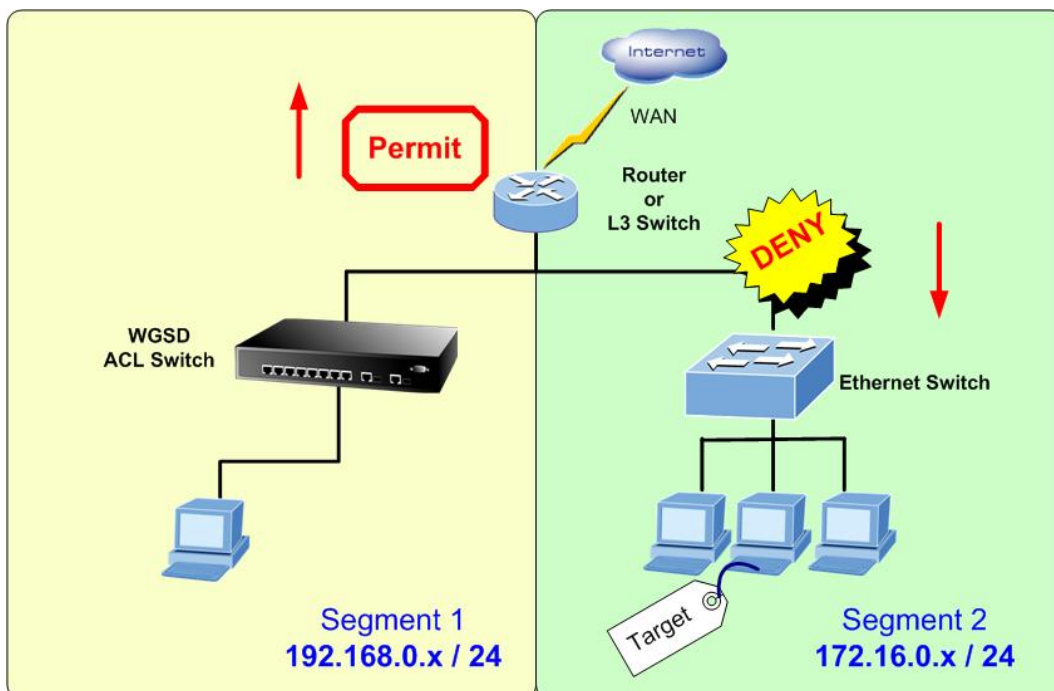 Internet
WAN
Permit
Router
or
L3 Switch
DENY
WGSD
ACL Switch
Ethernet Switch
Target
Segment 1
192.168.0.x / 24
Segment 2
172.16.0.x / 24